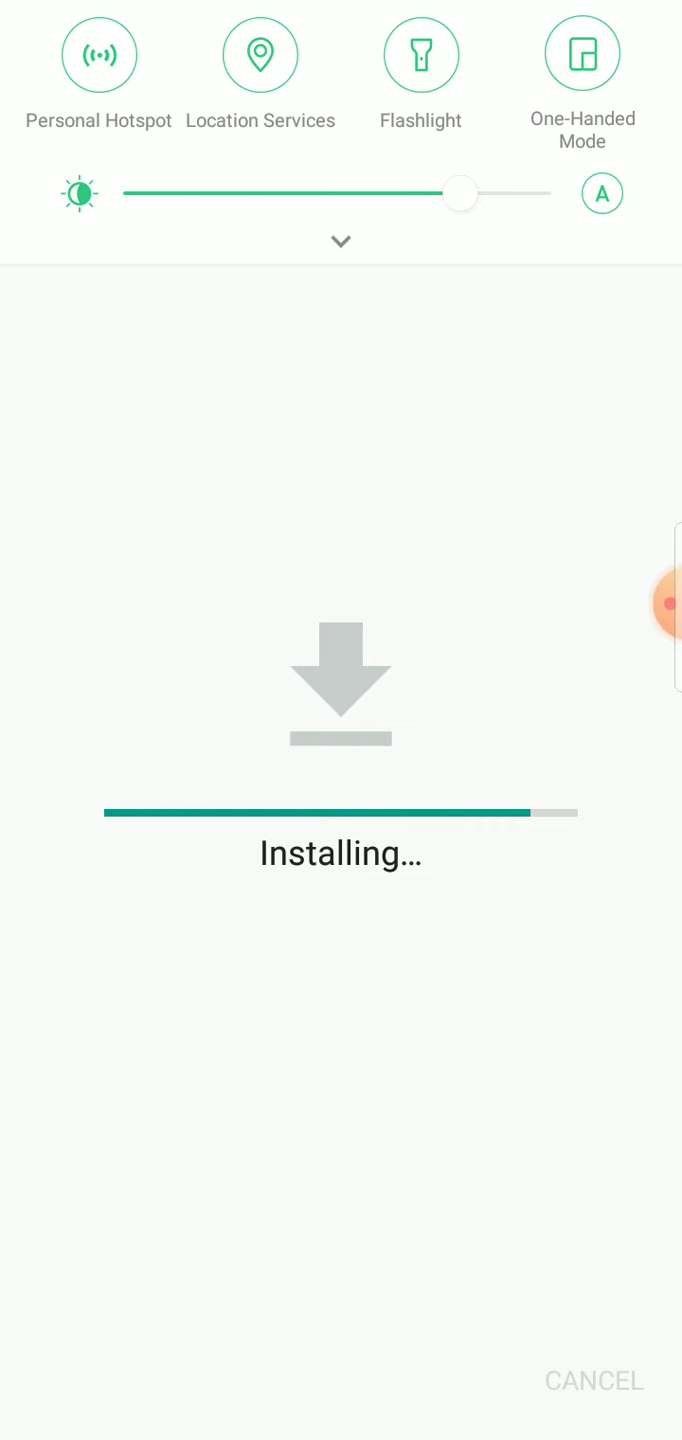 Personal Hotspot Location Services Flashlight One-Handed
Mode
A
Installing...
CANCEL